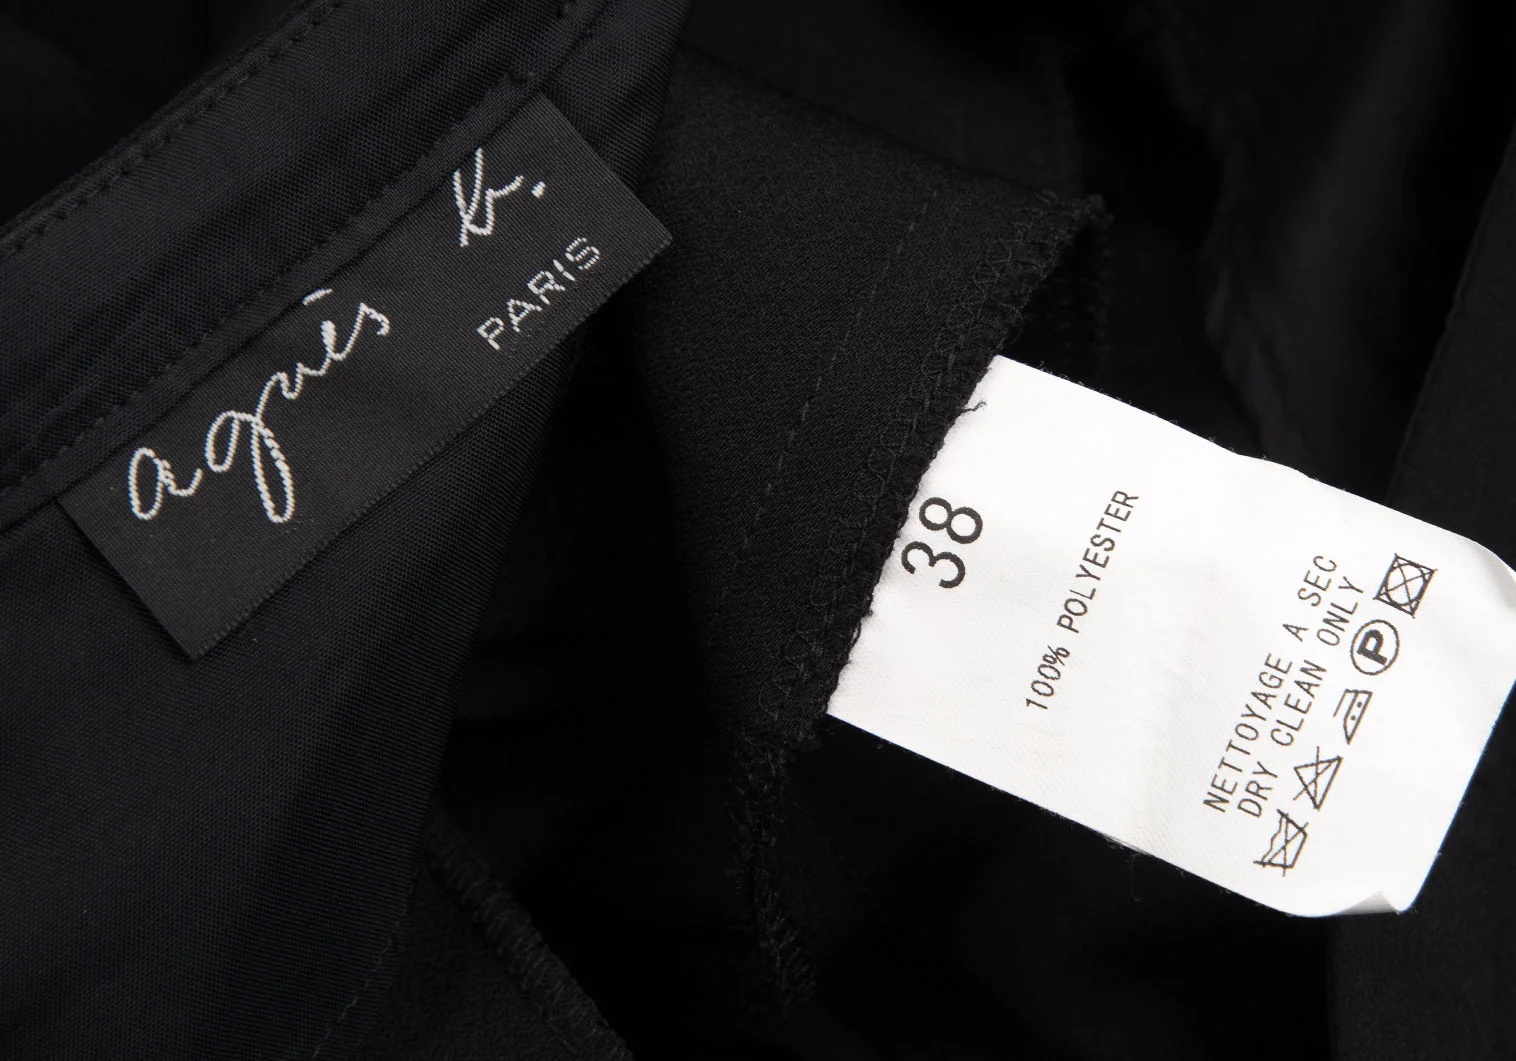 agnès b.
PARIS
38
100% POLYESTER
NETTOYAGE A SEC
DRY CLEAN ONLY
P